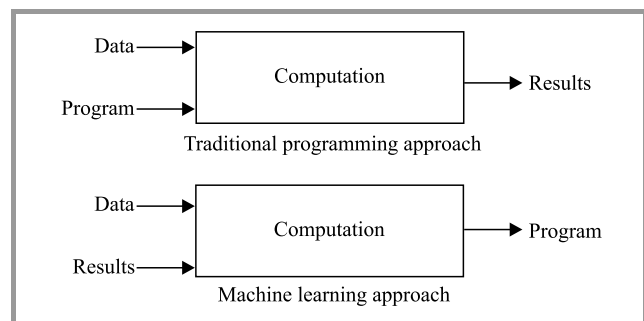 Data
Computation
Results
Program
Traditional programming approach
Data
Computation
Program
Results
Machine learning approach